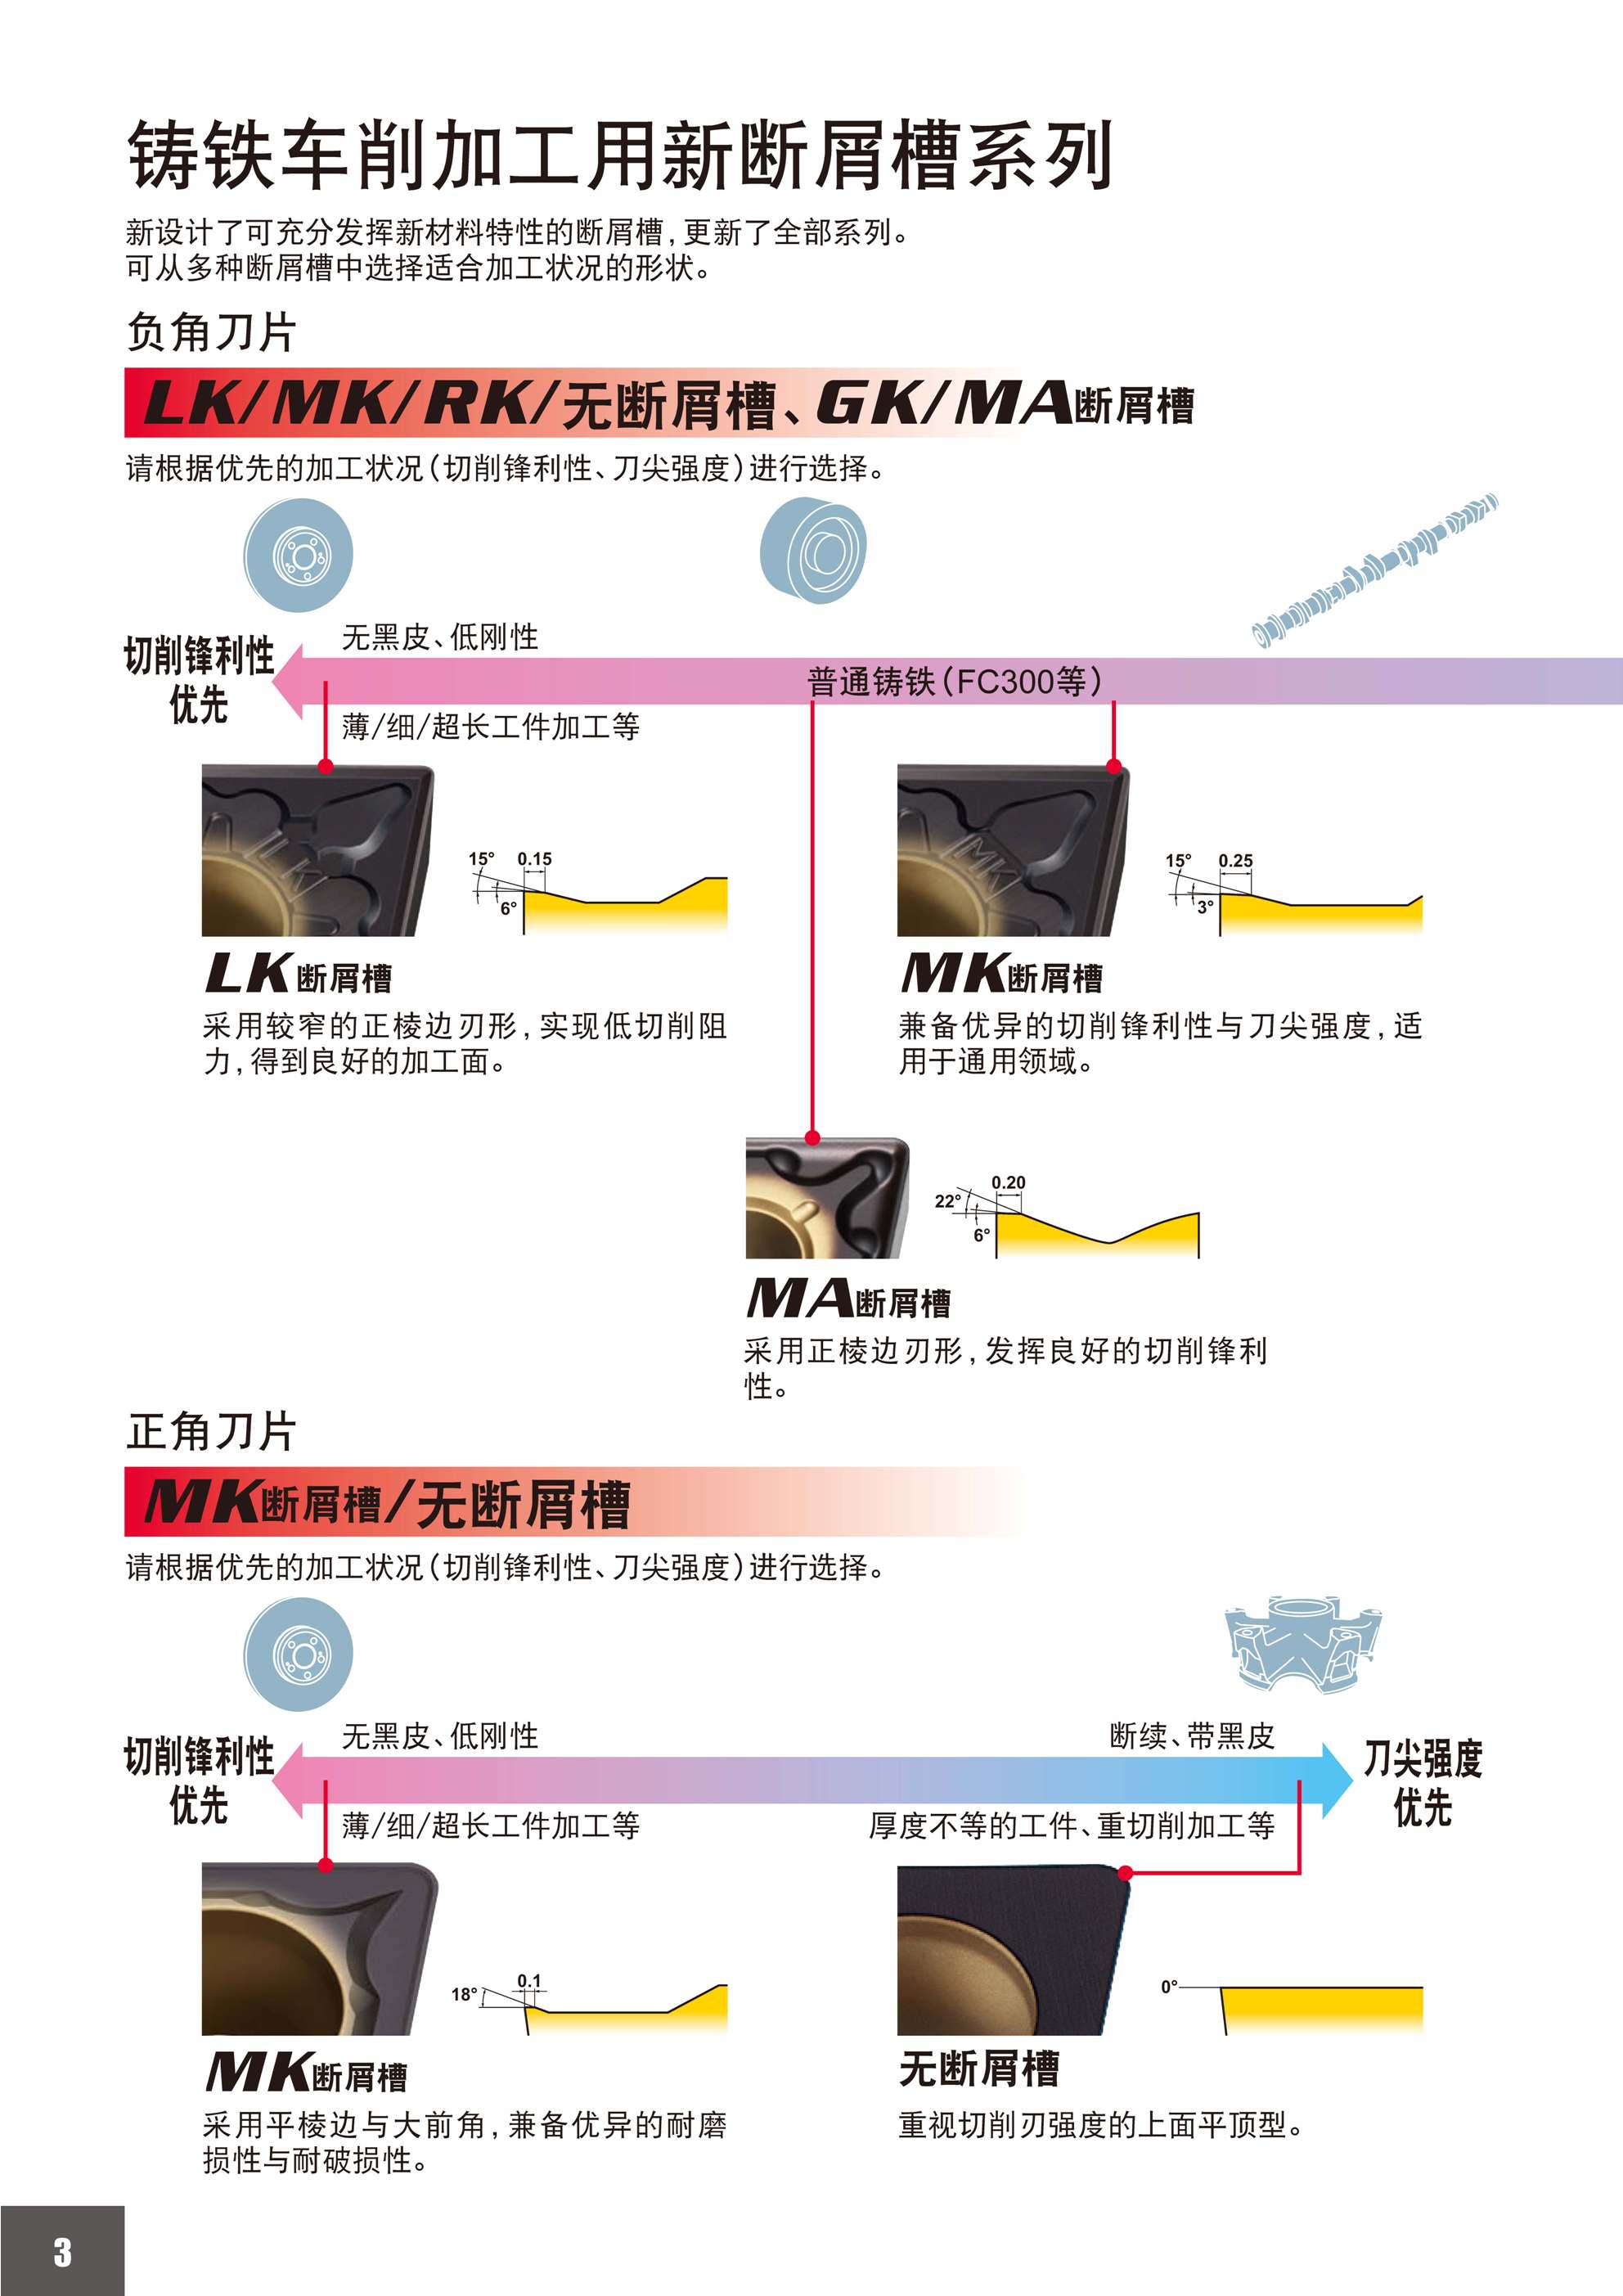 铸铁车削加工用新断屑槽系列
新设计了可充分发挥新材料特性的断屑槽，更新了全部系列。
可从多种断屑槽中选择适合加工状况的形状。
负角刀片
LK/MK/RK/无断屑槽、GK/MA断屑槽
请根据优先的加工状况（切削锋利性、刀尖强度）进行选择。
切削锋利性
优先
无黑皮、低刚性
普通铸铁（FC300等）
薄/细/超长工件加工等
LK
15° 0.15
6°
MK
15° 0.25
3°
LK断屑槽
采用较窄的正棱边刃形，实现低切削阻
力，得到良好的加工面。
MK断屑槽
兼备优异的切削锋利性与刀尖强度，适
用于通用领域。
0.20
22°
6°
MA断屑槽
采用正棱边刃形，发挥良好的切削锋利
性。
正角刀片
MK断屑槽/无断屑槽
请根据优先的加工状况（切削锋利性、刀尖强度）进行选择。
切削锋利性
优先
无黑皮、低刚性
薄/细/超长工件加工等
断续、带黑皮
厚度不等的工件、重切削加工等
刀尖强度
优先
0.1
18°
0°
MK断屑槽
采用平棱边与大前角，兼备优异的耐磨
损性与耐破损性。
无断屑槽
重视切削刃强度的上面平顶型。
3